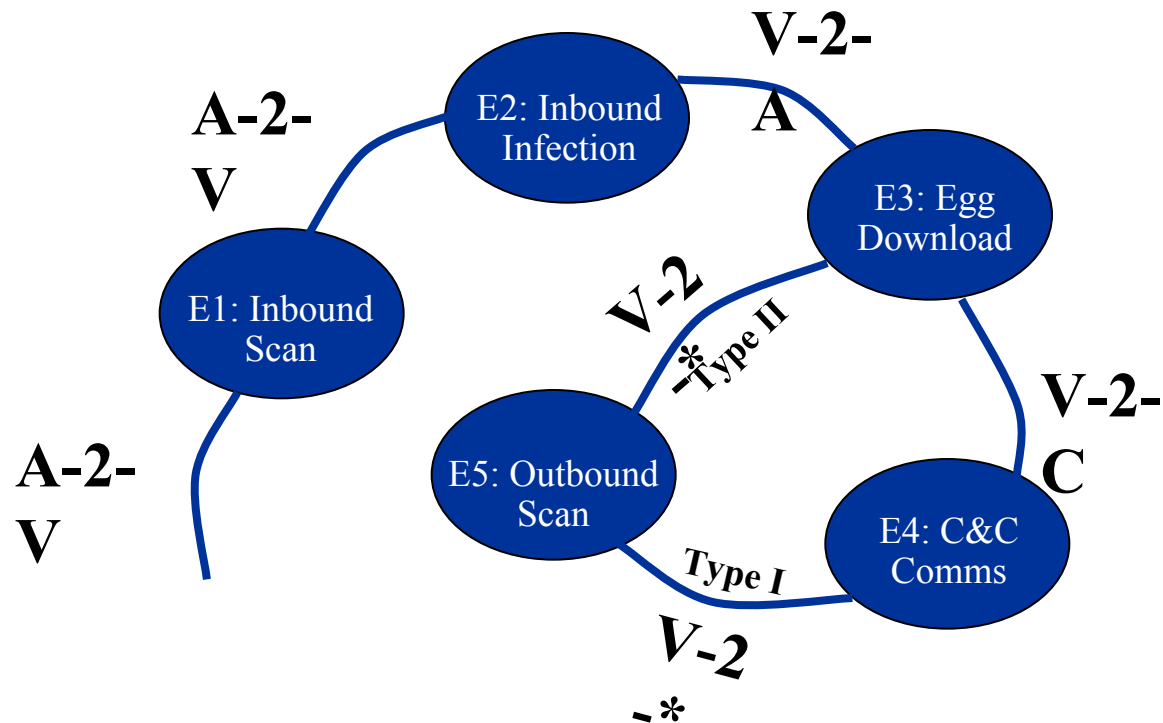 A-2-
V
E1: Inbound
Scan
A-2-
V
E2: Inbound
Infection
V-2-
A
E3: Egg
Download
V-2-
C
E4: C&C
Comms
Type I
V-2
-*
E5: Outbound
Scan
V-2
-*
Type II